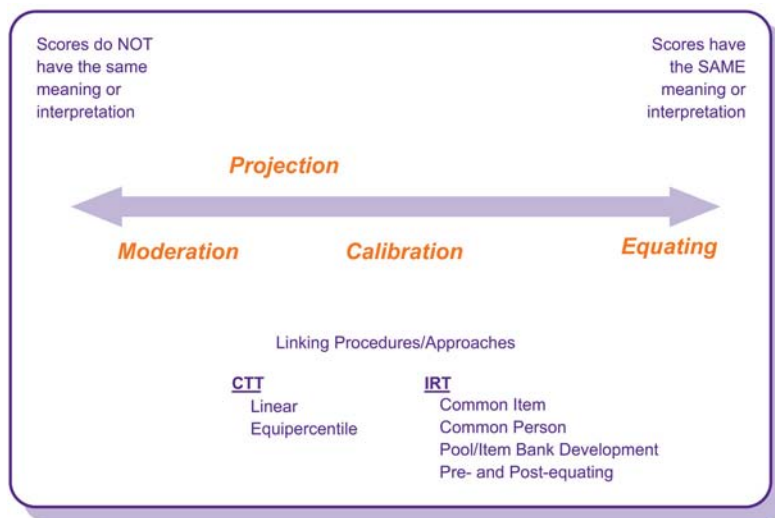 Scores do NOT
have the same
meaning or
interpretation
Scores have
the SAME
meaning or
interpretation
Projection
Moderation
Calibration
Equating
Linking Procedures/Approaches
CTT
Linear
Equipercentile
IRT
Common Item
Common Person
Pool/Item Bank Development
Pre- and Post-equating